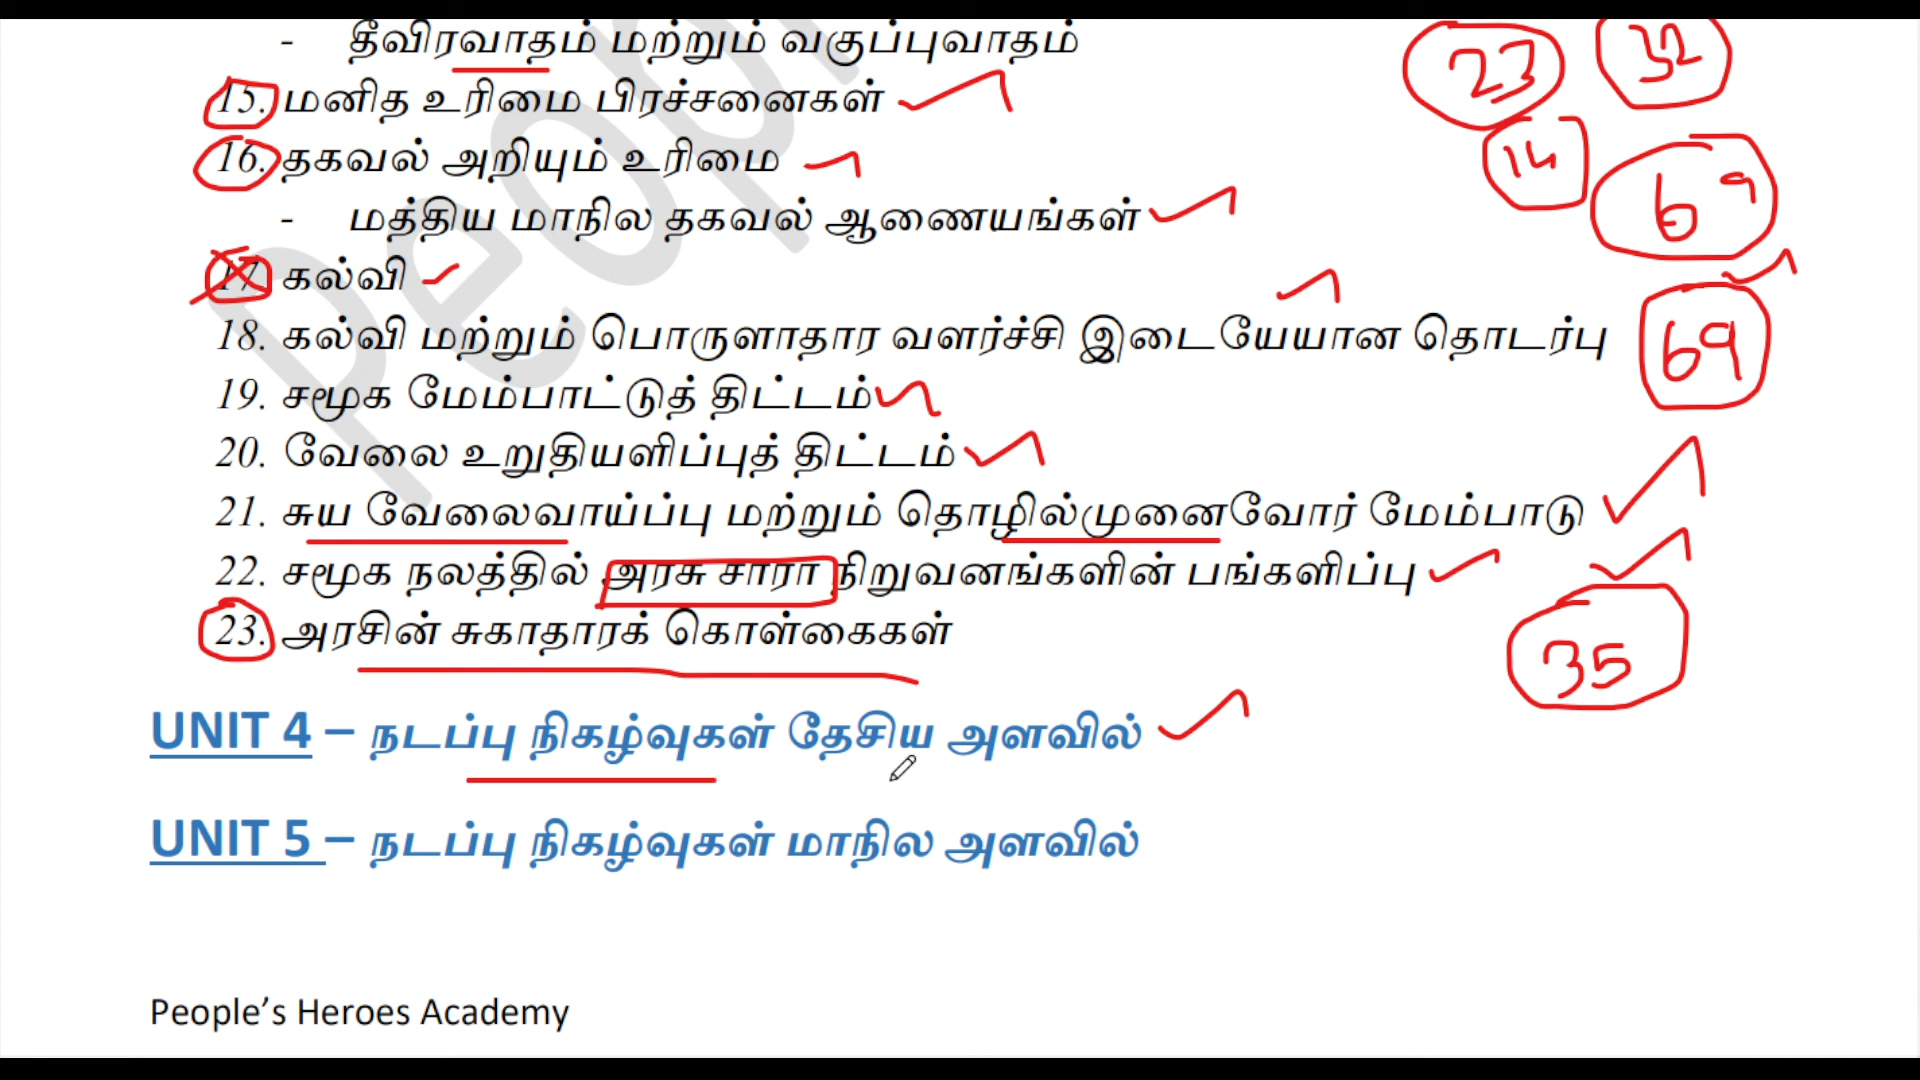 - தீவிரவாதம் மற்றும் வகுப்புவாதம்
23 32
15. மனித உரிமை பிரச்சனைகள்
16. தகவல் அறியும் உரிமை
14
- மத்திய மாநில தகவல் ஆணையங்கள்
69
17. கல்வி
18. கல்வி மற்றும் பொருளாதார வளர்ச்சி இடையேயான தொடர்பு
69
19. சமூக மேம்பாட்டுத் திட்டம்
20. வேலை உறுதியளிப்புத் திட்டம்
21. சுய வேலைவாய்ப்பு மற்றும் தொழில்முனைவோர் மேம்பாடு
22. சமூக நலத்தில் அரசு சாரா நிறுவனங்களின் பங்களிப்பு
23. அரசின் சுகாதாரக் கொள்கைகள்
35
UNIT 4 – நடப்பு நிகழ்வுகள் தேசிய அளவில்
UNIT 5 – நடப்பு நிகழ்வுகள் மாநில அளவில்
People's Heroes Academy